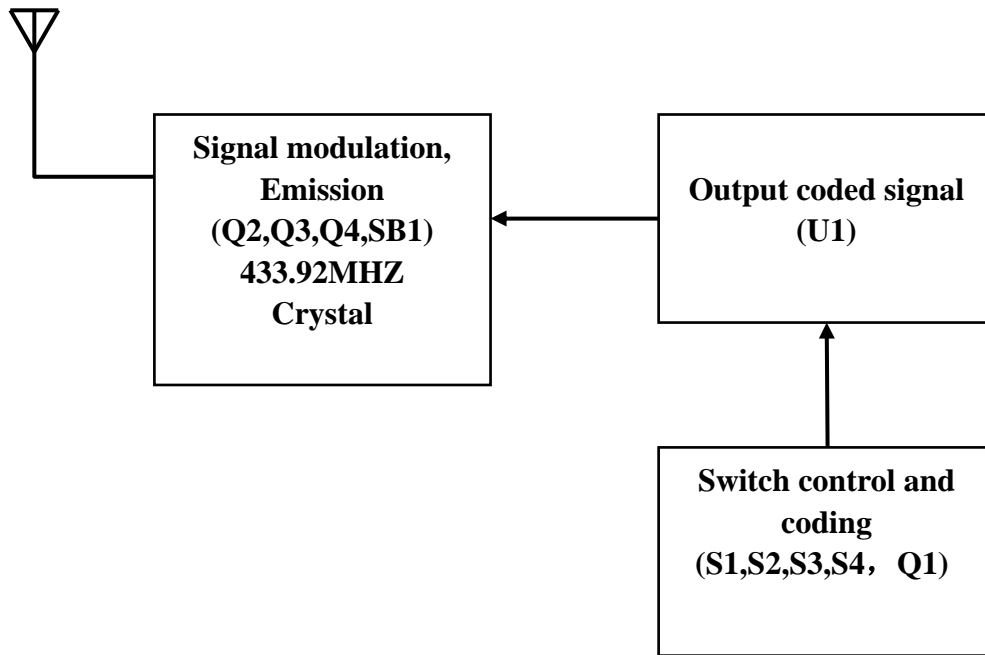 Signal modulation,
Emission
(Q2,Q3,Q4,SB1)
433.92MHZ
Crystal
Output coded signal
(U1)
Switch control and
coding
(S1,S2,S3,S4，Q1)